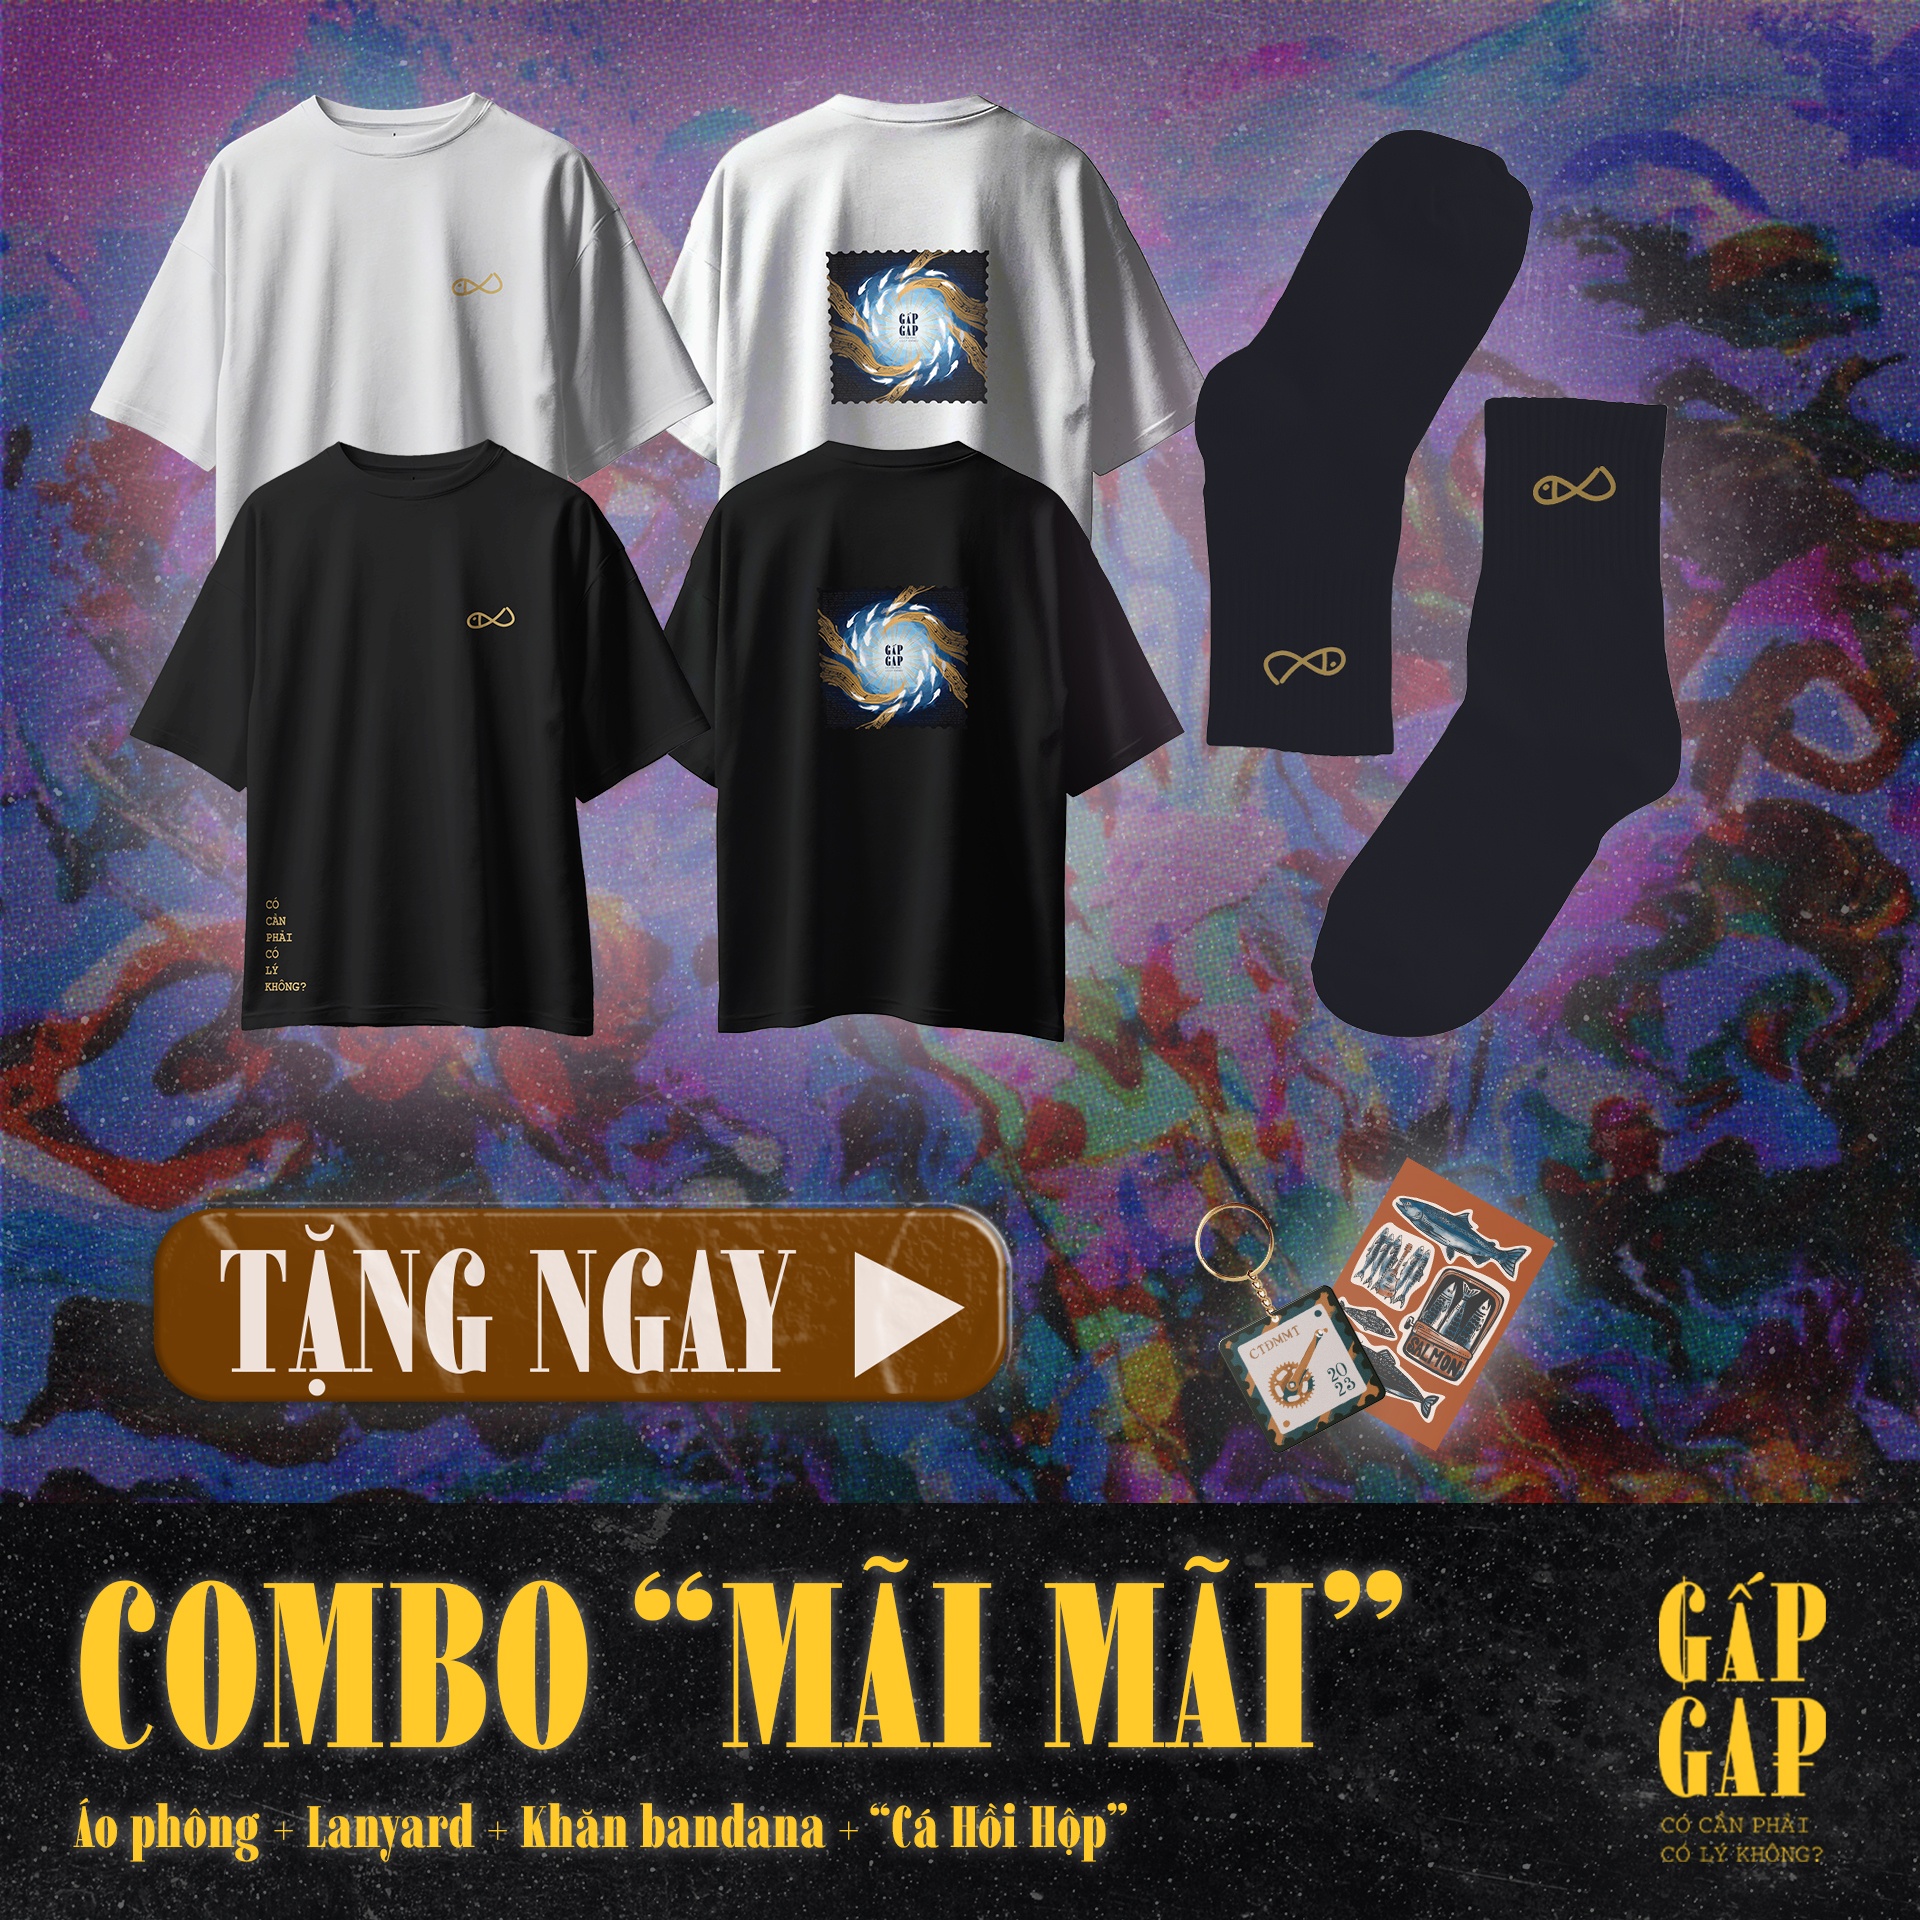 GẤP
GAP
GẤP
GAP
CÓ
CẦN
PHẢI
CÓ
LÝ
KHÔNG?
TẶNG NGAY
CTDMMT
20
23
SALMON
COMBO “MÃI MÃI”
Áo phông + Lanyard + Khăn bandana + “Cá Hồi Hộp”
GẤP
GAP
CÓ CẦN PHẢI
CÓ LÝ KHÔNG?